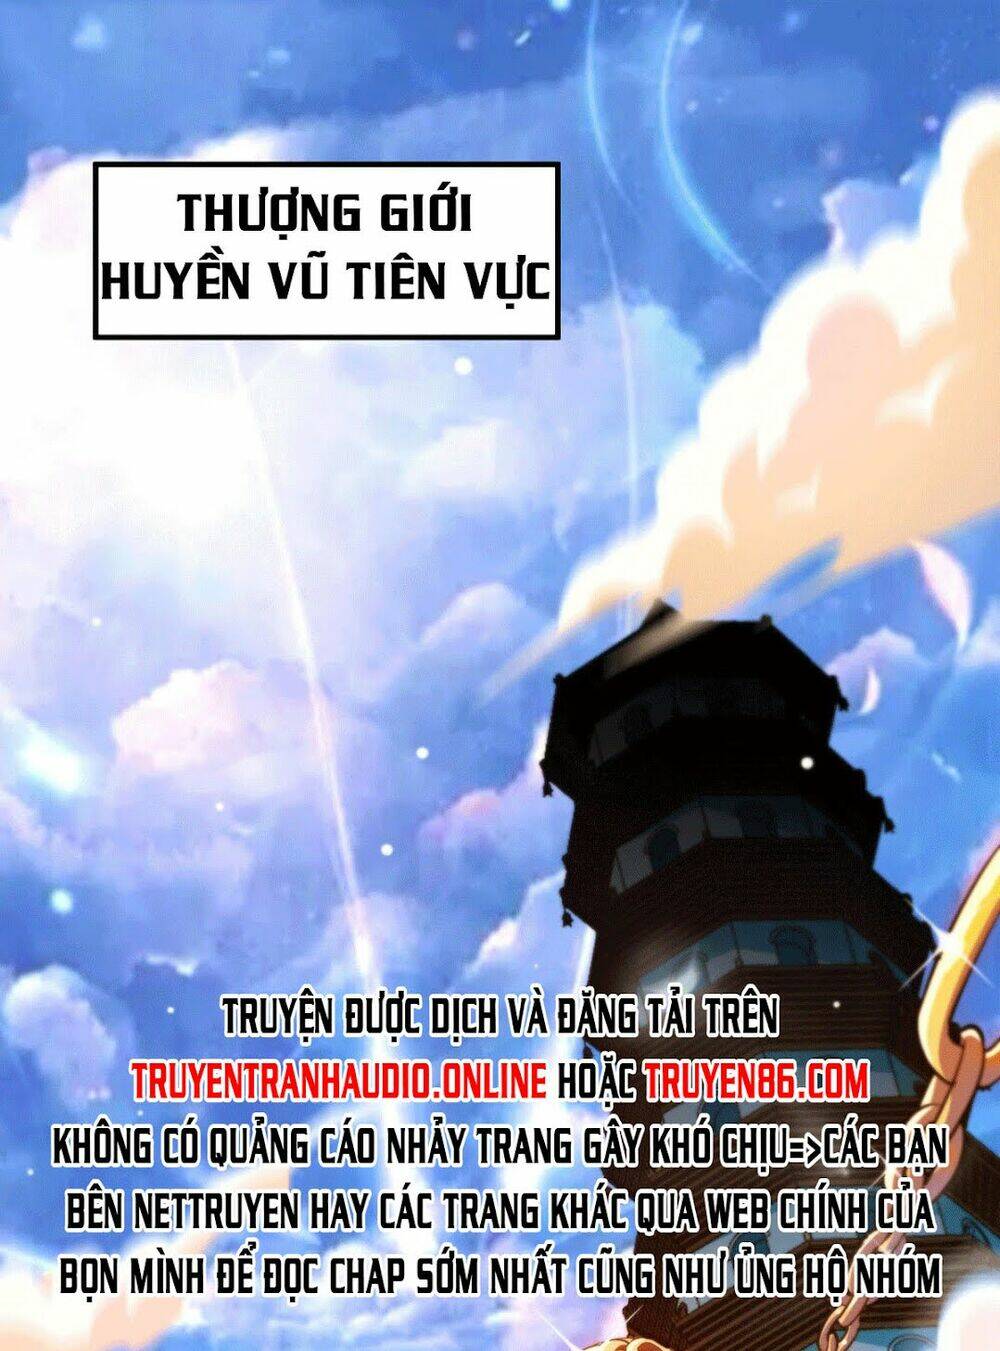 THƯỢNG GIỚI
HUYỀN VŨ TIÊN VỰC
TRUYỆN ĐƯỢC DỊCH VÀ ĐĂNG TẢI TRÊN
TRUYENTRANHAUDIO.ONLINE HOẶC TRUYEN86.COM
KHÔNG CÓ QUẢNG CÁO NHẢY TRANG GÂY KHÓ CHỊU=>CÁC BẠN
BÊN NETTRUYEN HAY CÁC TRANG KHÁC QUA WEB CHÍNH CỦA
BỌN MÌNH ĐỂ ĐỌC CHAP SỚM NHẤT CŨNG NHƯ ỦNG HỘ NHÓM